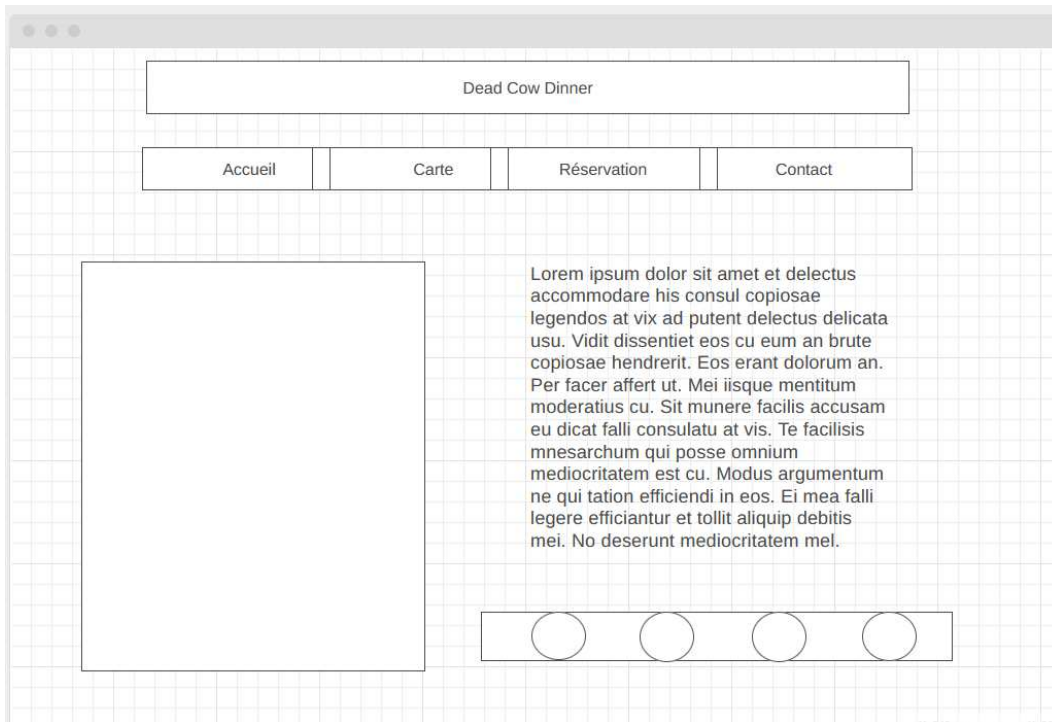 Dead Cow Dinner
Accueil
Carte
Réservation
Contact
Lorem ipsum dolor sit amet et delectus
accommodare his consul copiosae
legendos at vix ad putent delectus delicata
usu. Vidit dissentiet eos cu eum an brute
copiosae hendrerit. Eos erant dolorum an.
Per facer affert ut. Mei iisque mentitum
moderatius cu. Sit munere facilis accusam
eu dicat falli consulatu at vis. Te facilisis
mnesarchum qui posse omnium
mediocritatem est cu. Modus argumentum
ne qui tation efficiendi in eos. Ei mea falli
legere efficiantur et tollit aliquip debitis
mei. No deserunt mediocritatem mel.